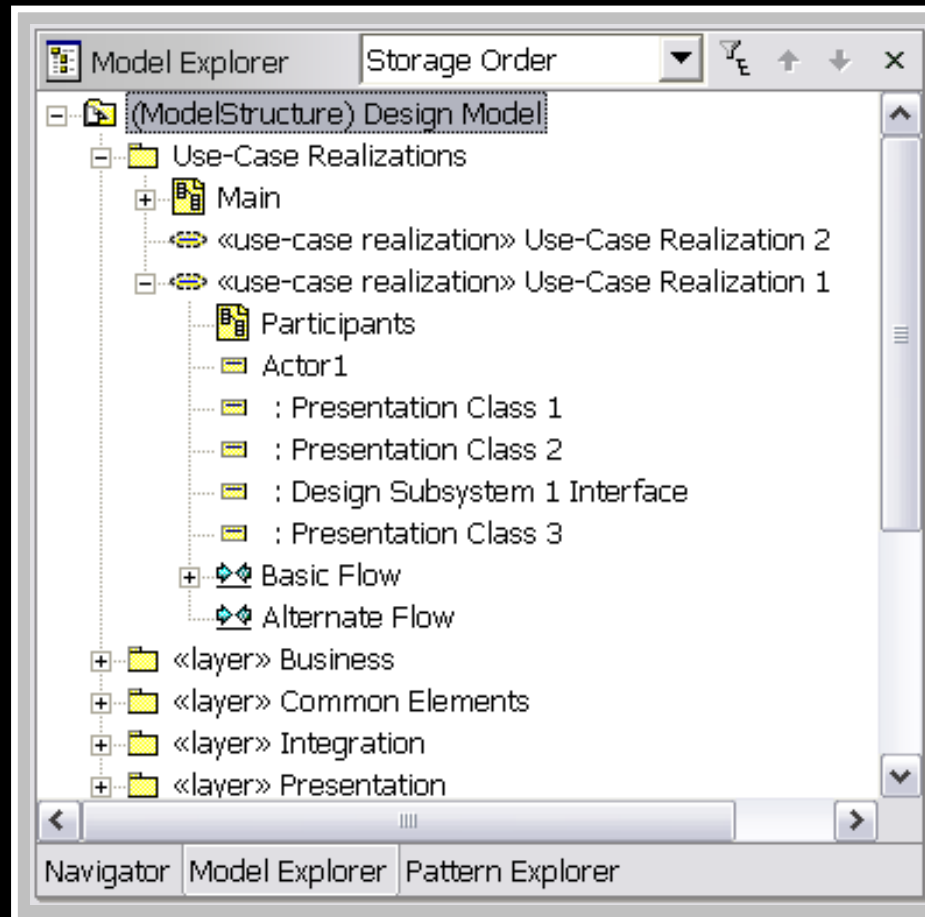 Model Explorer Storage Order
(ModelStructure) Design Model
Use-Case Realizations
Main
«use-case realization» Use-Case Realization 2
«use-case realization» Use-Case Realization 1
Participants
Actor1
: Presentation Class 1
: Presentation Class 2
: Design Subsystem 1 Interface
: Presentation Class 3
Basic Flow
Alternate Flow
«layer» Business
«layer» Common Elements
«layer» Integration
«layer» Presentation
Navigator Model Explorer Pattern Explorer